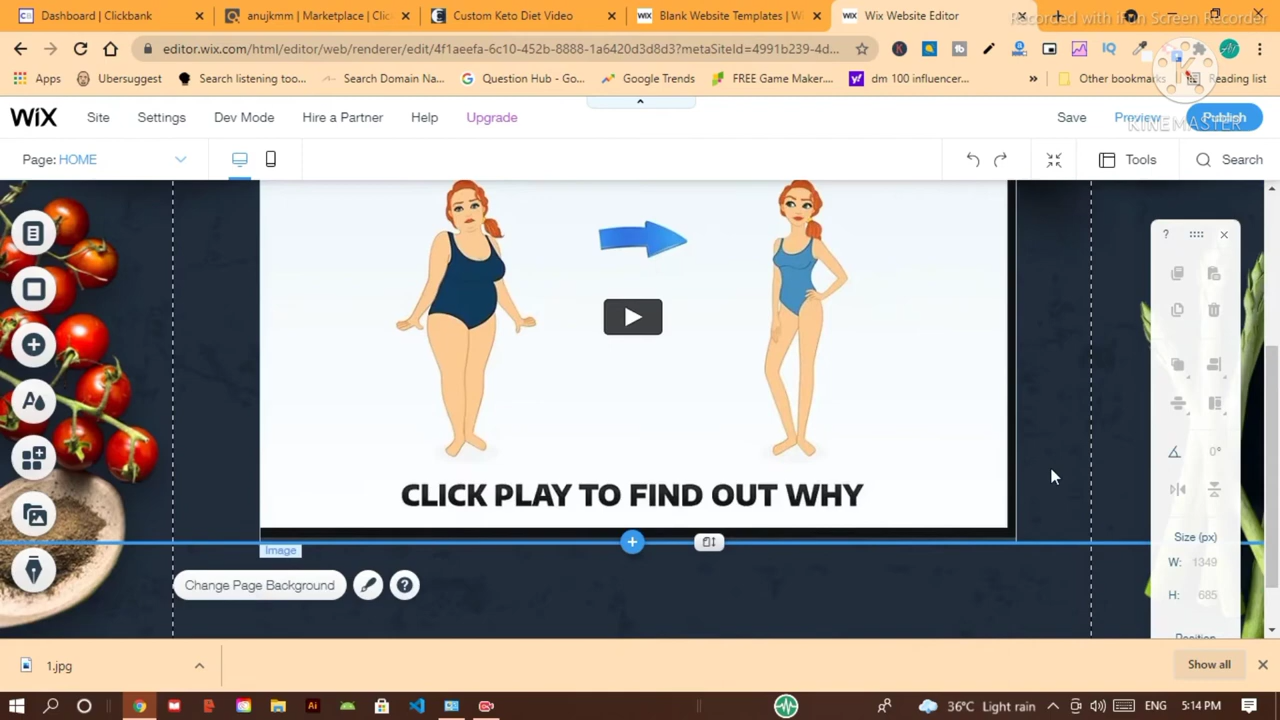 Dashboard | Clickbank
anujkmm | Marketplace | Clic
Custom Keto Diet Video
Blank Website Templates | W
Wix Website Editor
Recorded with iFun Screen Recorder
editor.wix.com/html/editor/web/renderer/edit/4f1aeefa-6c10-452b-8888-1a6420d3d8d3?metaSiteId=4991b239-4d...
Apps
Ubersuggest
Search listening too...
Search Domain Na...
Question Hub - Go...
Google Trends
FREE Game Maker....
dm 100 influencer...
»
Other bookmarks
Reading list
WiX
Site
Settings
Dev Mode
Hire a Partner
Help
Upgrade
Save
Preview
Publish
KINEMASTER
Page: HOME
Tools
Search
CLICK PLAY TO FIND OUT WHY
Image
Change Page Background
?
?
0°
Size (px)
W: 1349
H: 685
Position
1.jpg
Show all
36°C Light rain
ENG
5:14 PM